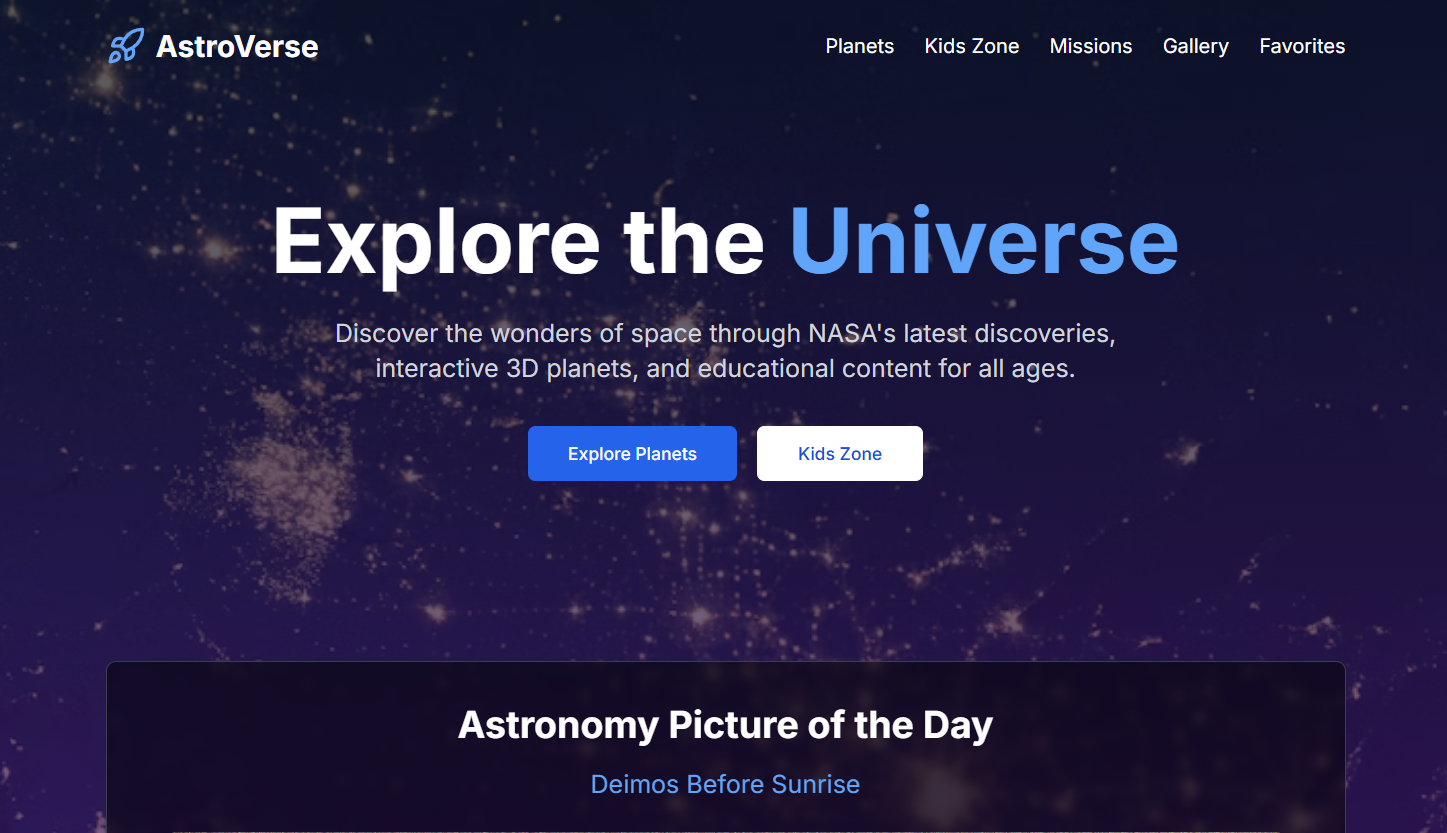 AstroVerse
Planets
Kids Zone
Missions
Gallery
Favorites
Explore the Universe
Discover the wonders of space through NASA's latest discoveries,
interactive 3D planets, and educational content for all ages.
Explore Planets
Kids Zone
Astronomy Picture of the Day
Deimos Before Sunrise